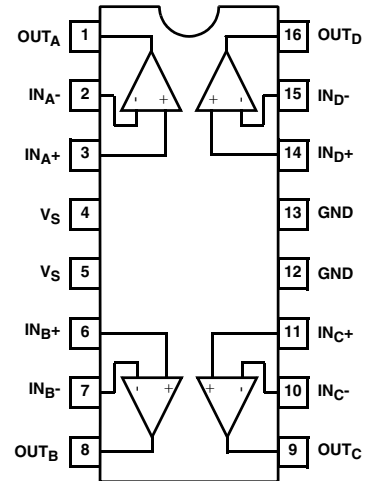 OUTA 1 16 OUTD
INA- 2 - + + - 15 IND-
INA+ 3 14 IND+
VS 4 13 GND
VS 5 12 GND
INB+ 6 11 INC+
INB- 7 - + + - 10 INC-
OUTB 8 9 OUTC